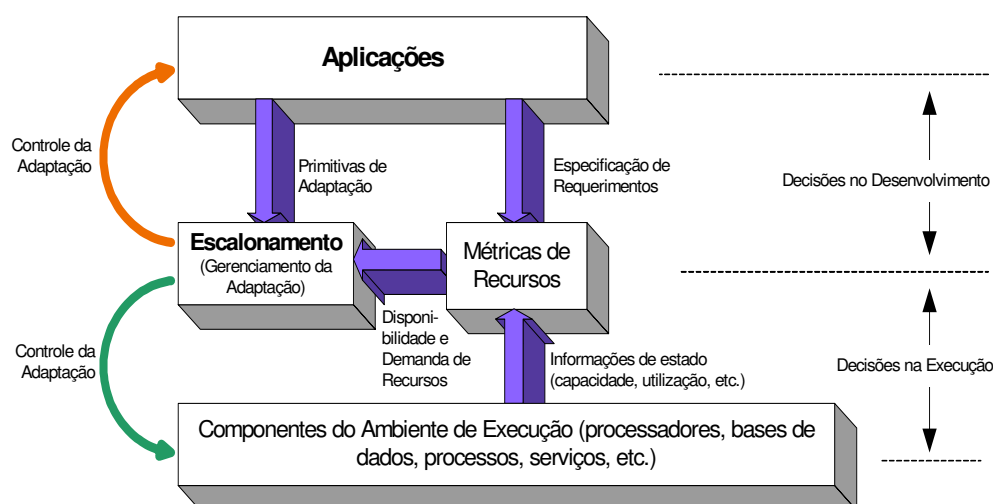 Aplicações
Controle da
Adaptação
Primitivas de
Adaptação
Especificação de
Requerimentos
Decisões no Desenvolvimento
Escalonamento
(Gerenciamento da
Adaptação)
Métricas de
Recursos
Disponi-
bilidade e
Demanda de
Recursos
Controle da
Adaptação
Informações de estado
(capacidade, utilização, etc.)
Decisões na Execução
Componentes do Ambiente de Execução (processadores, bases de
dados, processos, serviços, etc.)